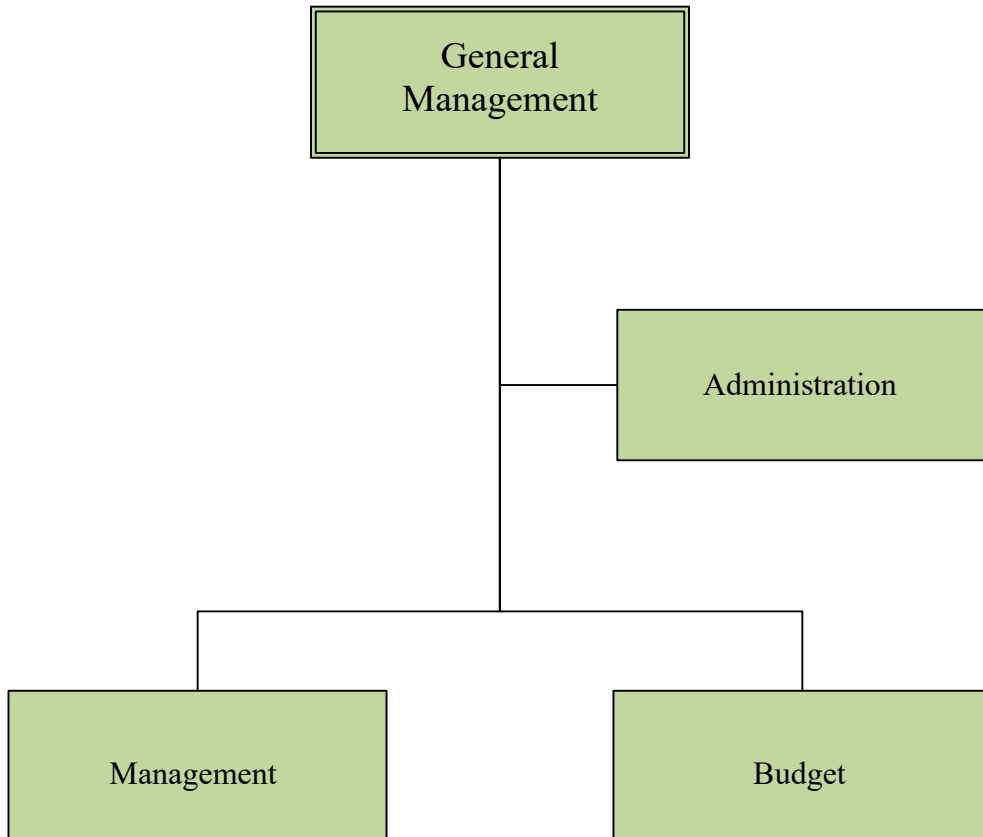 General
Management
Administration
Management
Budget